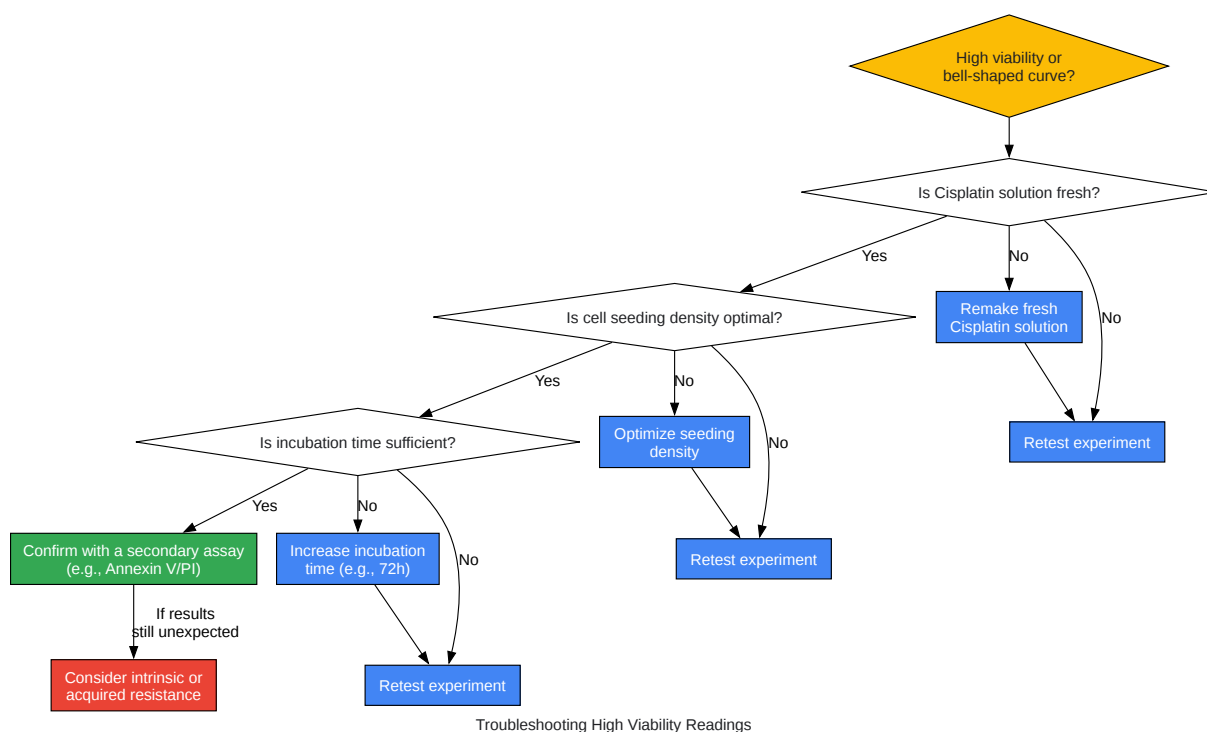 High viability or
bell-shaped curve?
Is Cisplatin solution fresh?
Yes
No
No
Remake fresh
Cisplatin solution
Is cell seeding density optimal?
Yes
No
No
Optimize seeding
density
Retest experiment
Is incubation time sufficient?
Yes
No
No
Confirm with a secondary assay
(e.g., Annexin V/PI)
Increase incubation
time (e.g., 72h)
Retest experiment
If results
still unexpected
Consider intrinsic or
acquired resistance
Retest experiment
Troubleshooting High Viability Readings